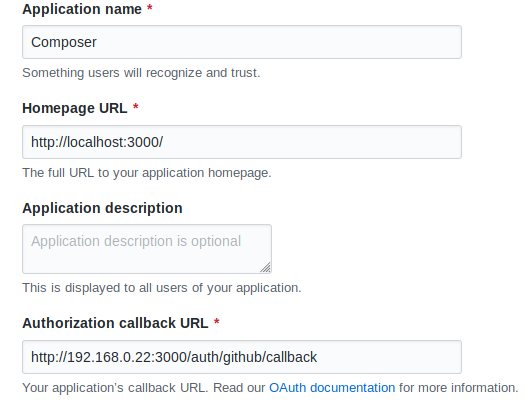 Application name *
Composer
Something users will recognize and trust.
Homepage URL *
http://localhost:3000/
The full URL to your application homepage.
Application description
Application description is optional
This is displayed to all users of your application.
Authorization callback URL *
http://192.168.0.22:3000/auth/github/callback
Your application's callback URL. Read our OAuth documentation for more information.